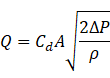 Q = C_d A √(2ΔP/ρ)